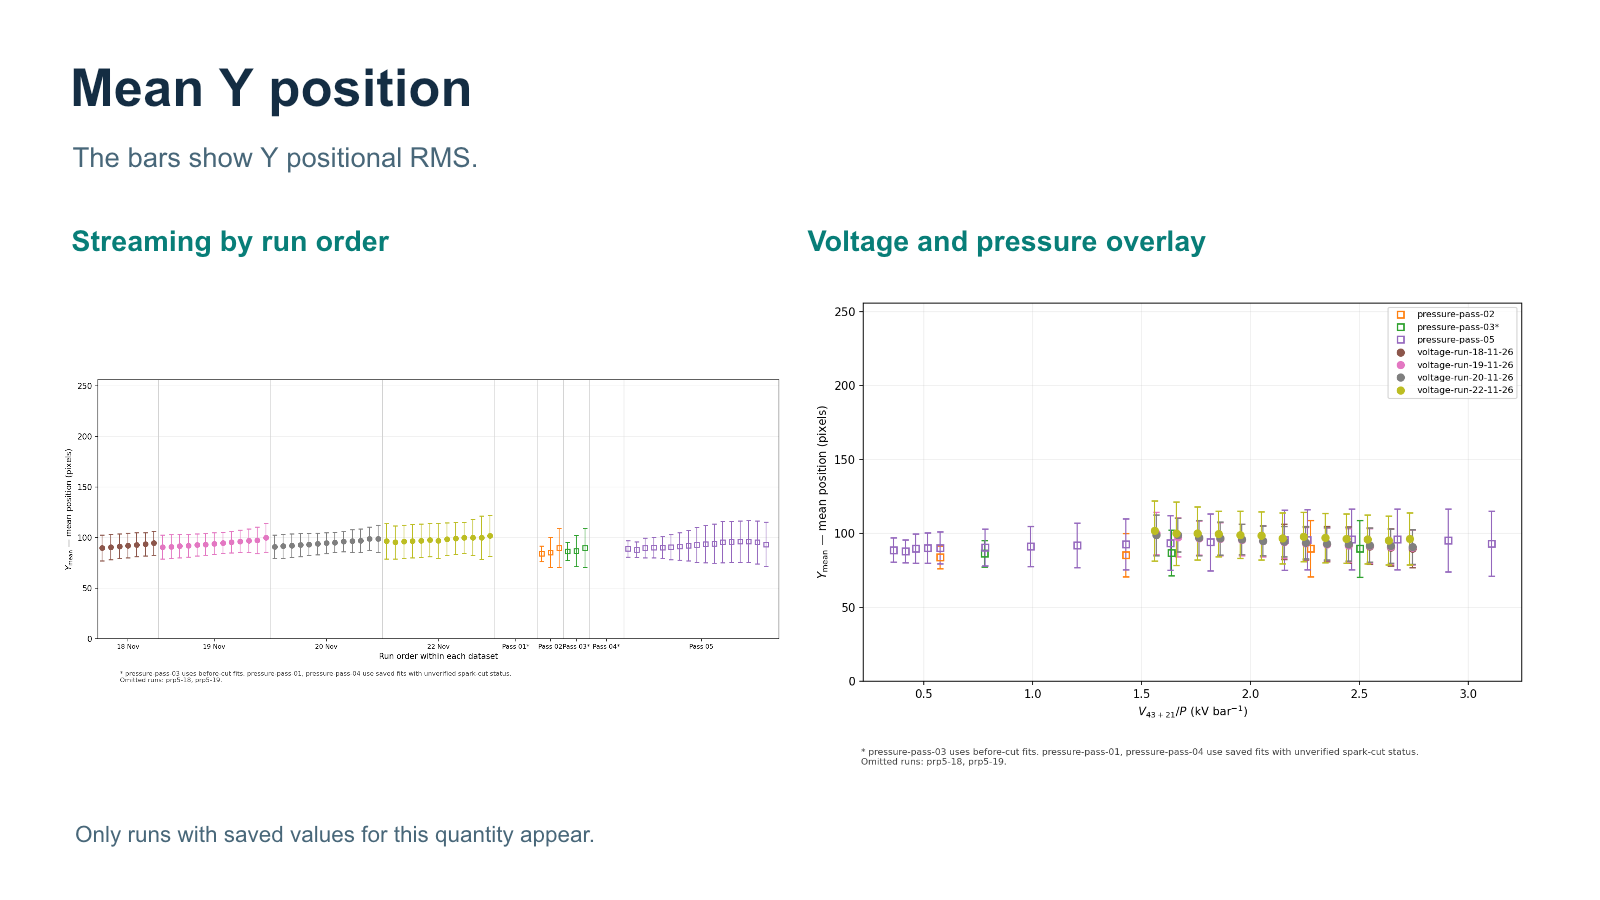 Mean Y position
The bars show Y positional RMS.
Streaming by run order
250
200
150
100
50
0
Y_mean — mean position (pixels)
18 Nov
19 Nov
20 Nov
22 Nov
Pass 01*
Pass 02
Pass 03*
Pass 04*
Pass 05
Run order within each dataset
* pressure-pass-03 uses before-cut fits. pressure-pass-01, pressure-pass-04 use saved fits with unverified spark-cut status.
Omitted runs: prp5-18, prp5-19.
Voltage and pressure overlay
250
200
150
100
50
0
Y_mean — mean position (pixels)
pressure-pass-02
pressure-pass-03*
pressure-pass-05
voltage-run-18-11-26
voltage-run-19-11-26
voltage-run-20-11-26
voltage-run-22-11-26
0.5
1.0
1.5
2.0
2.5
3.0
V₄₃₊₂₁/P (kV bar⁻¹)
* pressure-pass-03 uses before-cut fits. pressure-pass-01, pressure-pass-04 use saved fits with unverified spark-cut status.
Omitted runs: prp5-18, prp5-19.
Only runs with saved values for this quantity appear.